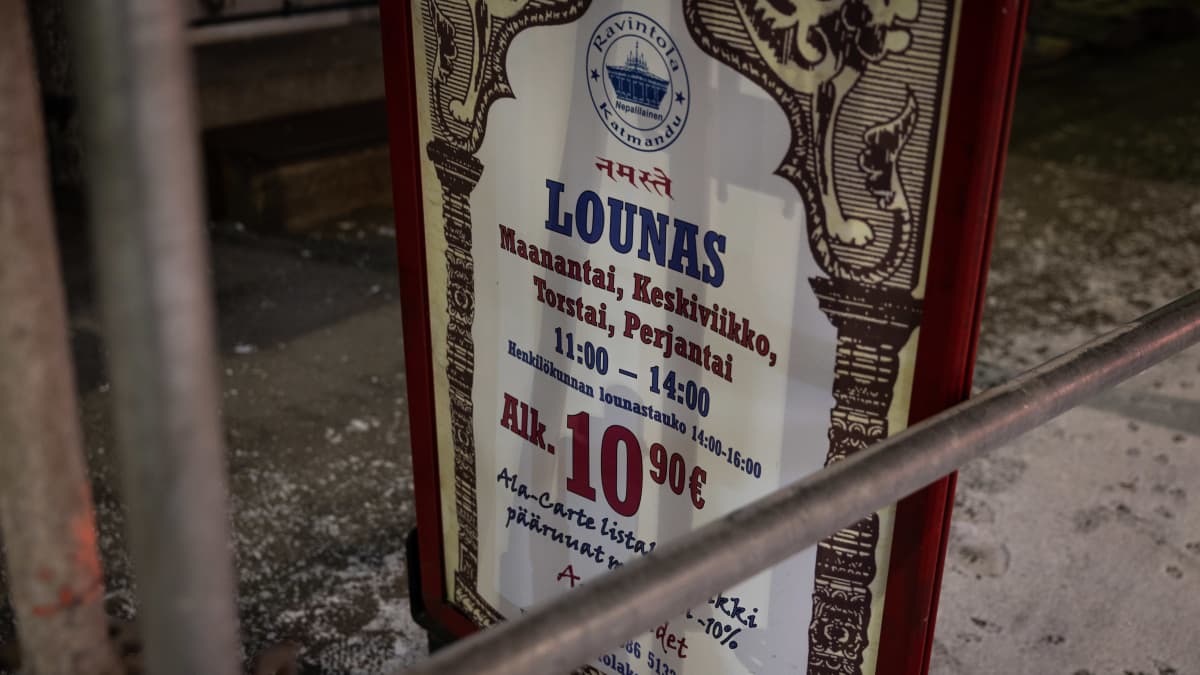 Ravintola
Nepalilainen
Katmandu
नमस्ते
LOUNAS
Maanantai, Keskiviikko,
Torstai, Perjantai
11:00 – 14:00
Henkilökunnan lounastauko 14:00-16:00
Alk. 10 90€
Ala-Carte
pääruuat
-10%